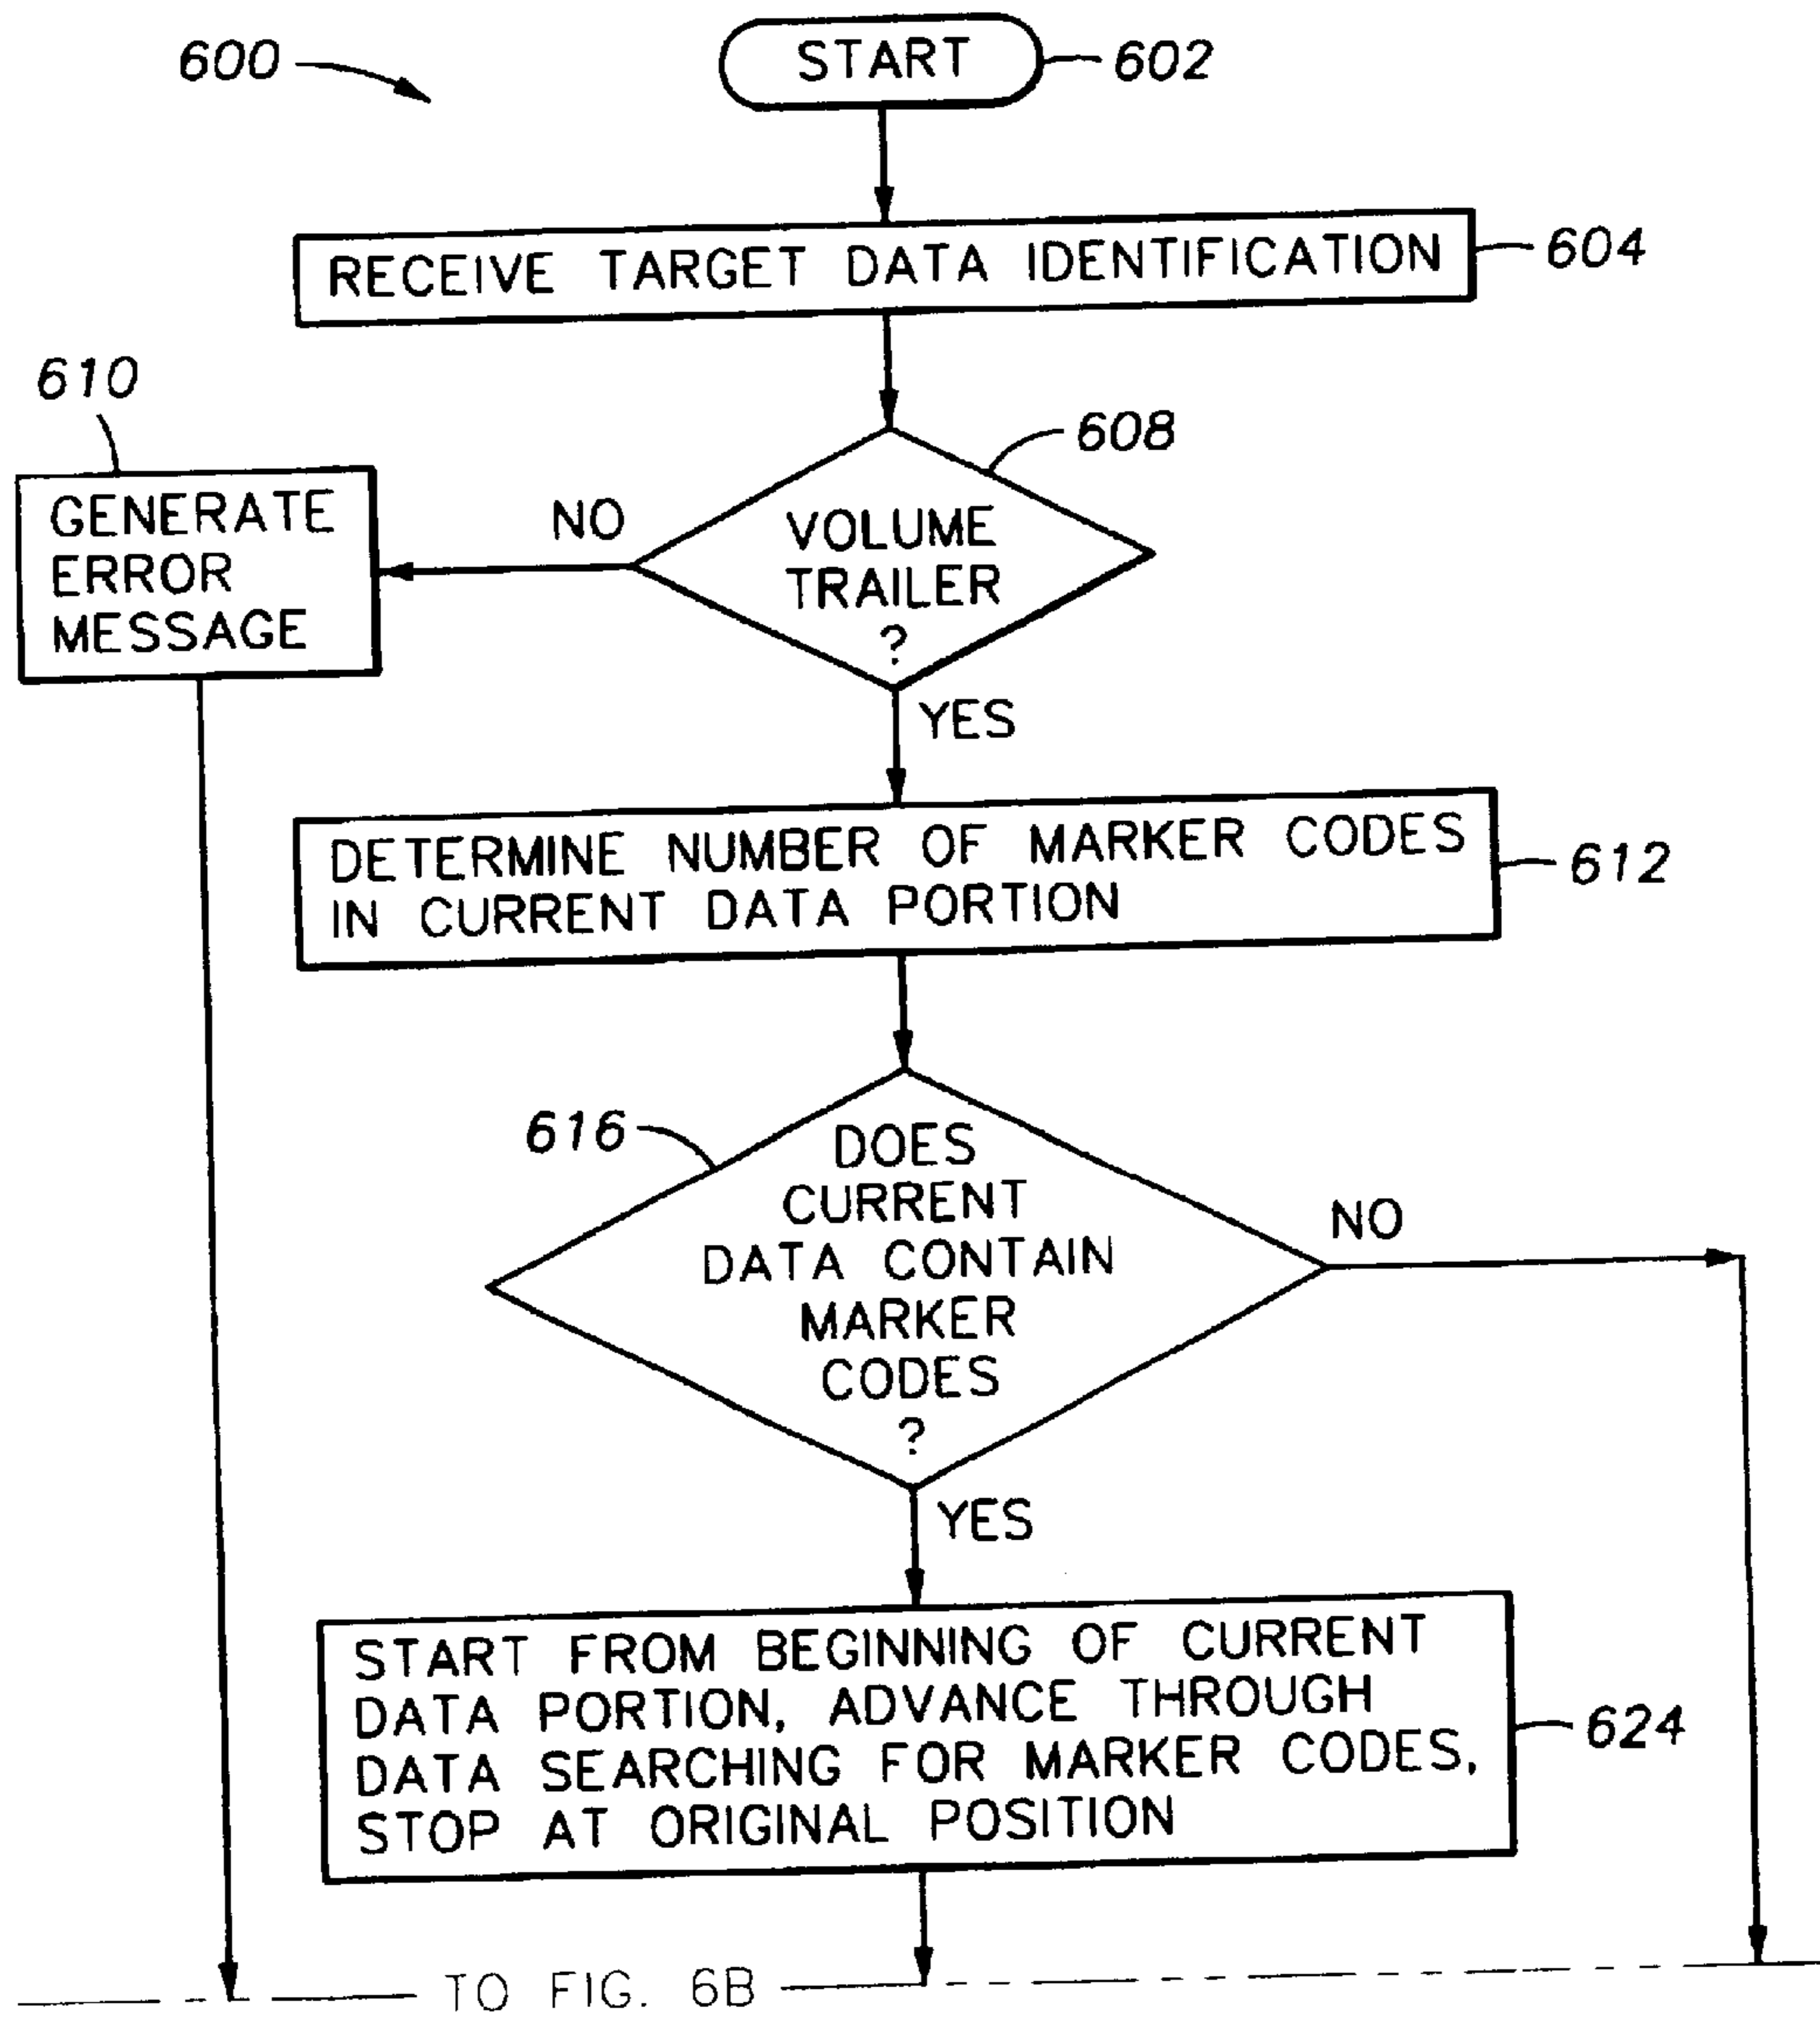 600
START
602
RECEIVE TARGET DATA IDENTIFICATION
604
610
608
GENERATE
ERROR
MESSAGE
NO
VOLUME
TRAILER
?
YES
DETERMINE NUMBER OF MARKER CODES
IN CURRENT DATA PORTION
612
616
DOES
CURRENT
DATA CONTAIN
MARKER
CODES
?
NO
YES
START FROM BEGINNING OF CURRENT
DATA PORTION, ADVANCE THROUGH
DATA SEARCHING FOR MARKER CODES,
STOP AT ORIGINAL POSITION
624
TO FIG. 6B